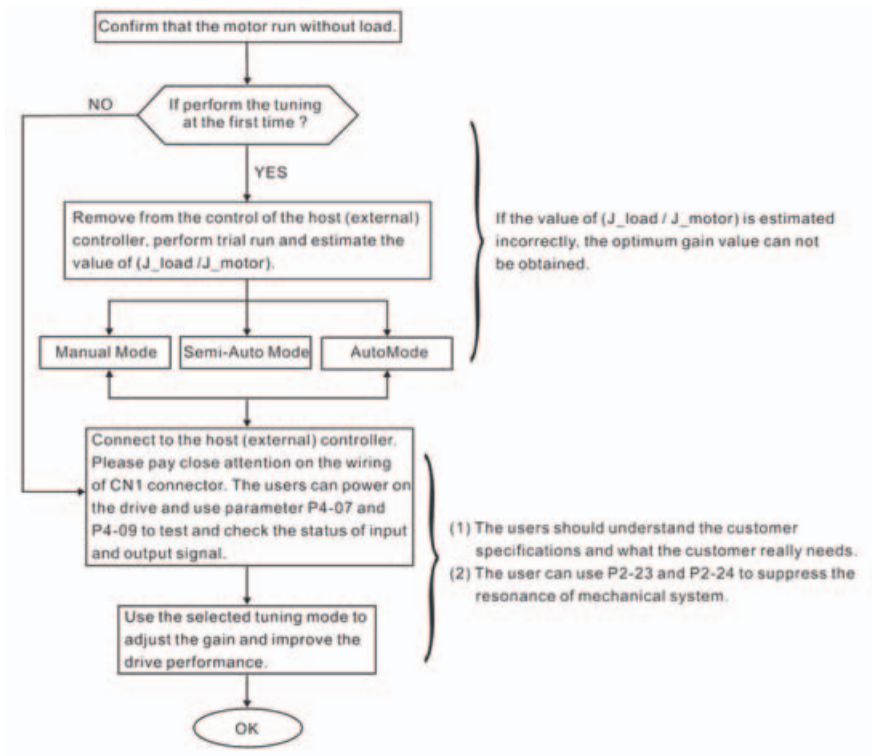 Confirm that the motor run without load.
NO
If perform the tuning
at the first time ?
YES
Remove from the control of the host (external)
controller, perform trial run and estimate the
value of (J_load /J_motor).
If the value of (J_load / J_motor) is estimated
incorrectly, the optimum gain value can not
be obtained.
Manual Mode
Semi-Auto Mode
AutoMode
Connect to the host (external) controller.
Please pay close attention on the wiring
of CN1 connector. The users can power on
the drive and use parameter P4-07 and
P4-09 to test and check the status of input
and output signal.
(1) The users should understand the customer
specifications and what the customer really needs.
(2) The user can use P2-23 and P2-24 to suppress the
resonance of mechanical system.
Use the selected tuning mode to
adjust the gain and improve the
drive performance.
OK